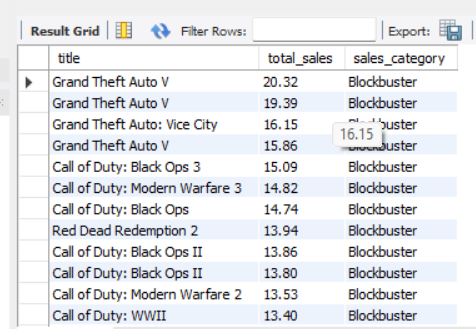 Result Grid Filter Rows: Export:
title total_sales sales_category
Grand Theft Auto V 20.32 Blockbuster
Grand Theft Auto V 19.39 Blockbuster
Grand Theft Auto: Vice City 16.15 Blockbuster
16.15
Grand Theft Auto V 15.86 Blockbuster
Call of Duty: Black Ops 3 15.09 Blockbuster
Call of Duty: Modern Warfare 3 14.82 Blockbuster
Call of Duty: Black Ops 14.74 Blockbuster
Red Dead Redemption 2 13.94 Blockbuster
Call of Duty: Black Ops II 13.86 Blockbuster
Call of Duty: Black Ops II 13.80 Blockbuster
Call of Duty: Modern Warfare 2 13.53 Blockbuster
Call of Duty: WWII 13.40 Blockbuster